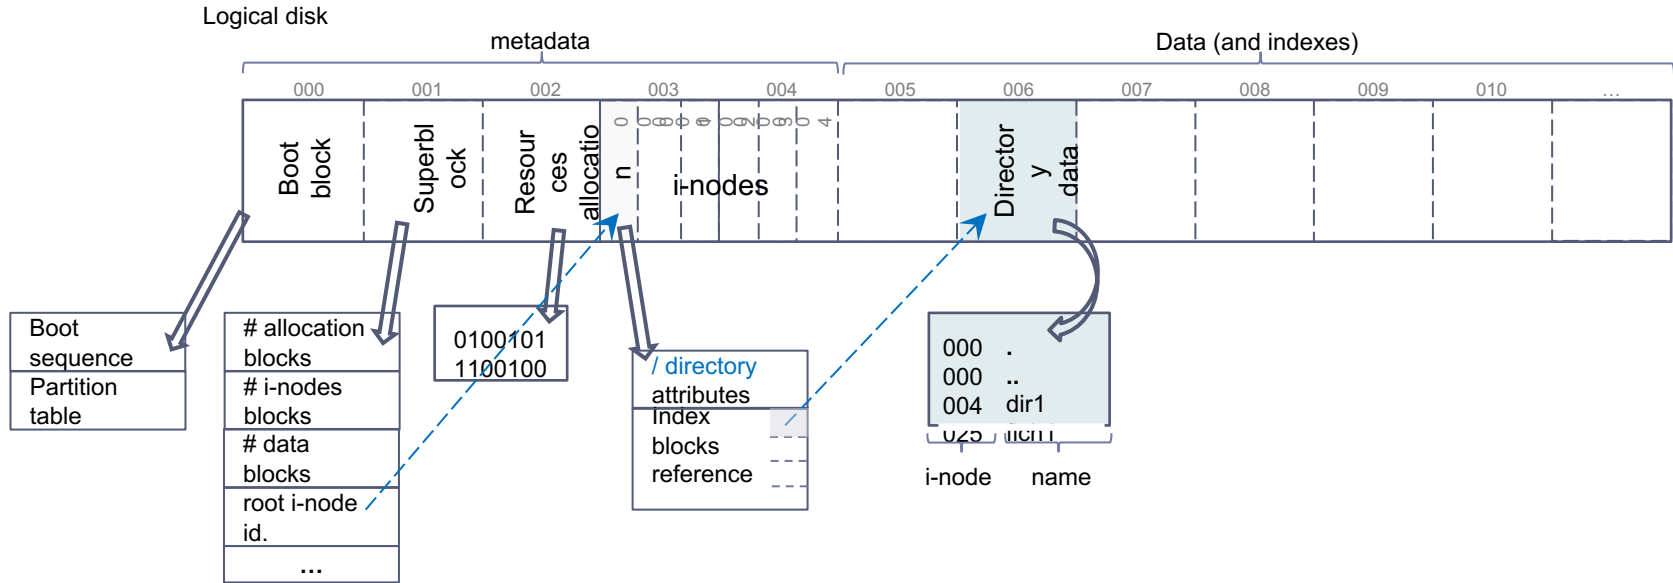 Logical disk
metadata
Data (and indexes)
000 001 002 003 004 005 006 007 008 009 010 ...
Boot
block
Superbl
ock
Resour
ces
allocatio
n
i-nodes
Director
y
data
Boot
sequence
Partition
table
# allocation
blocks
# i-nodes
blocks
# data
blocks
root i-node
id.
...
0100101
1100100
/ directory
attributes
Index
blocks
reference
000 .
000 ..
004 dir1
025
i-node name